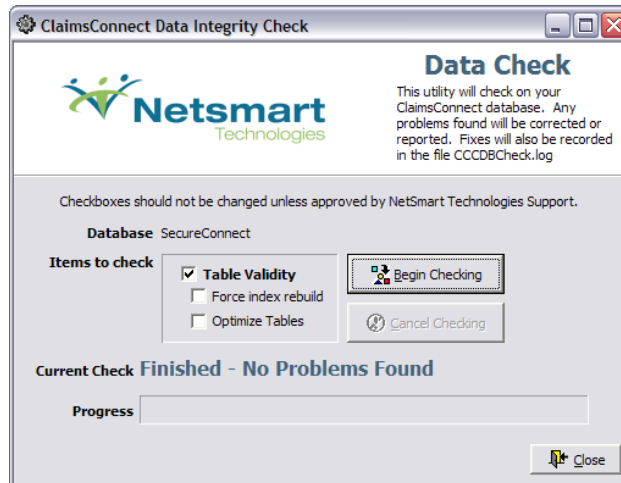 ClaimsConnect Data Integrity Check
Netsmart
Technologies
Data Check
This utility will check on your
ClaimsConnect database. Any
problems found will be corrected or
reported. Fixes will also be recorded
in the file CCCDBCheck.log
Checkboxes should not be changed unless approved by NetSmart Technologies Support.
Database SecureConnect
Items to check
Table Validity
Force index rebuild
Optimize Tables
Begin Checking
Cancel Checking
Current Check Finished - No Problems Found
Progress
Close